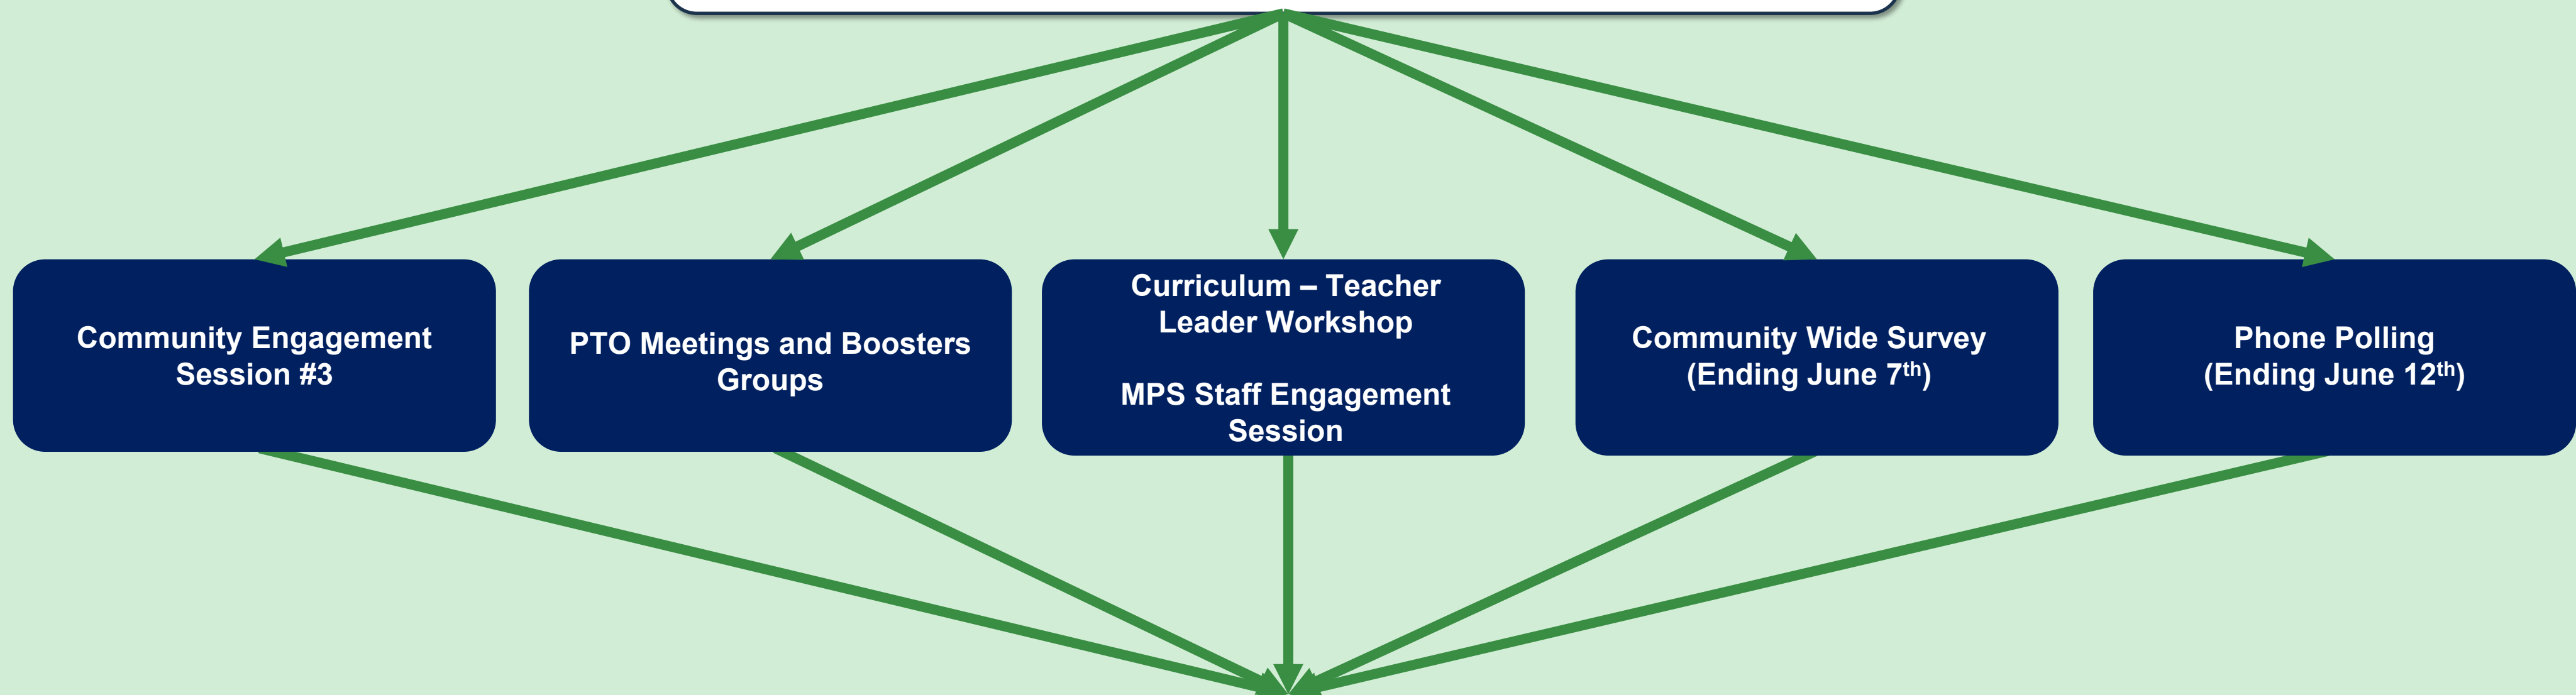 Community Engagement
Session #3
PTO Meetings and Boosters
Groups
Curriculum – Teacher
Leader Workshop
MPS Staff Engagement
Session
Community Wide Survey
(Ending June 7th)
Phone Polling
(Ending June 12th)